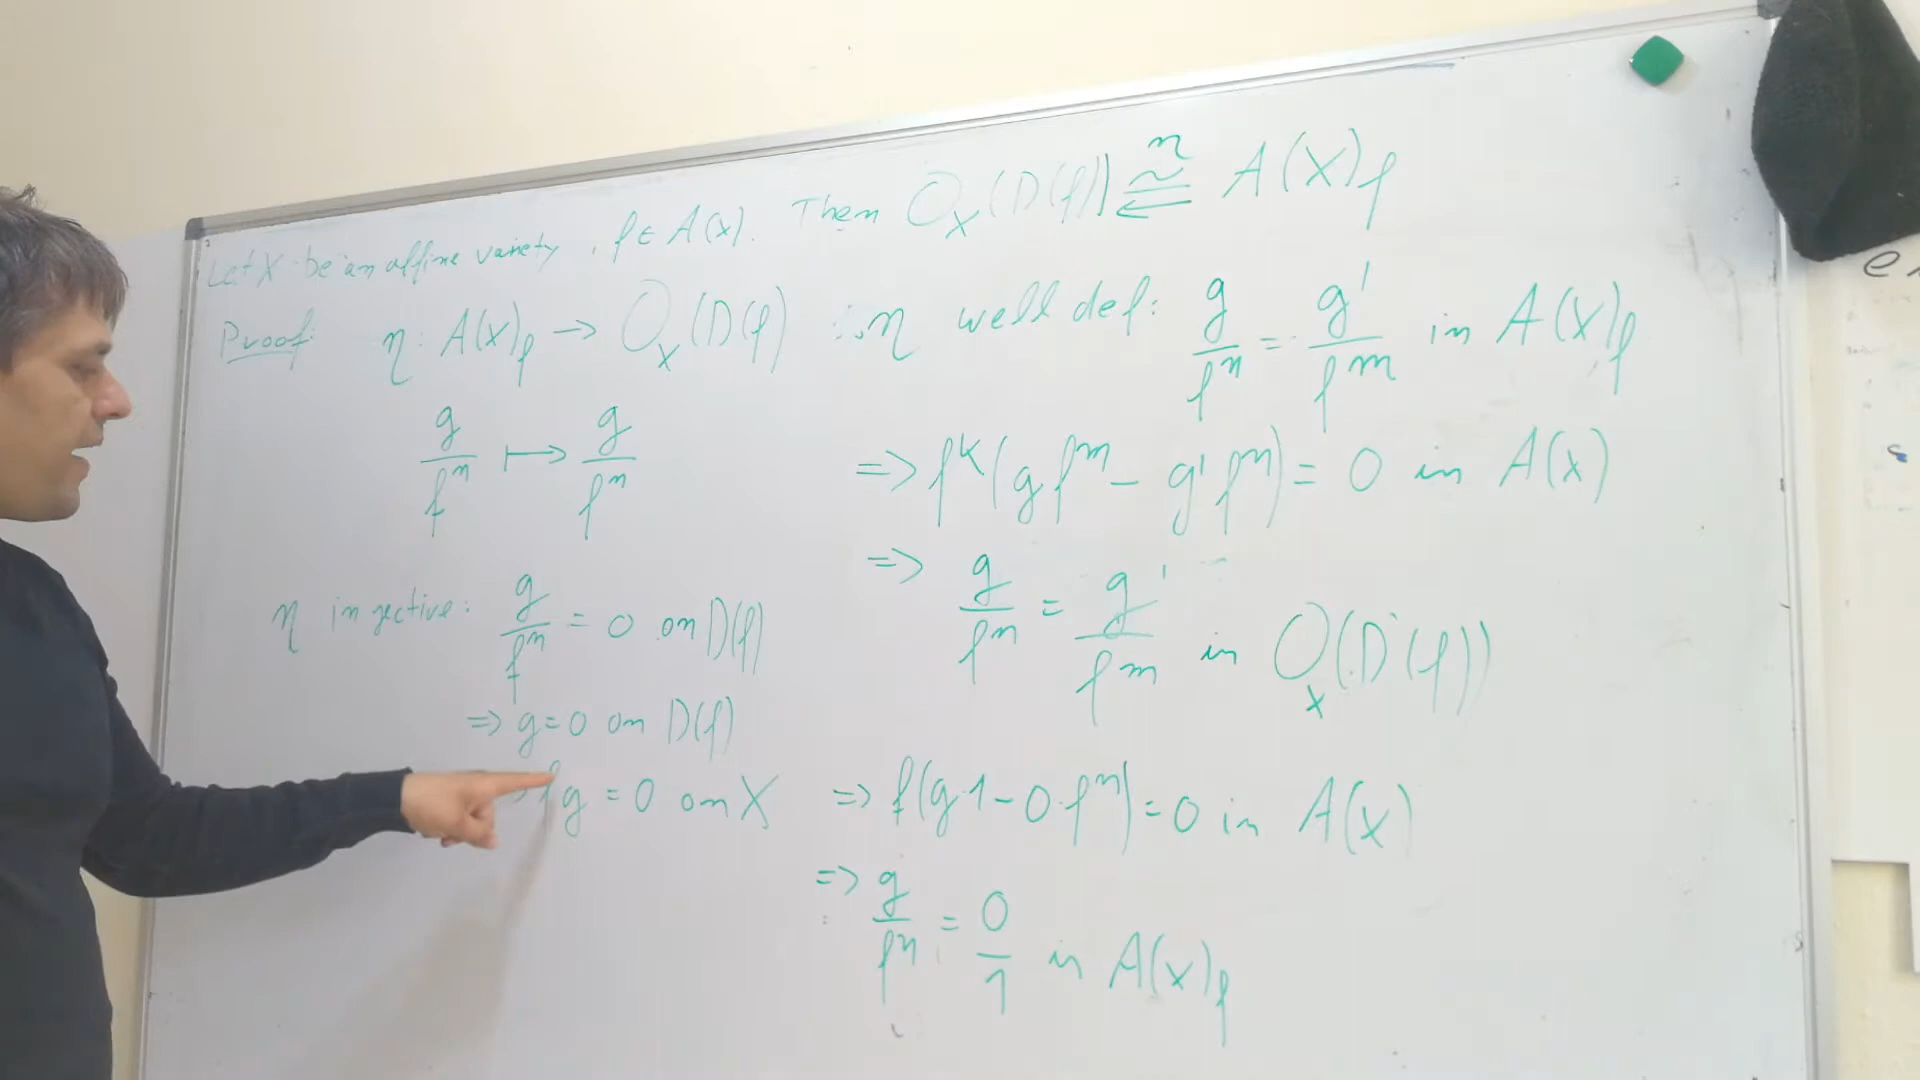 Let X be an affine variety, f ∈ A(X). Then O_X(D(f)) ≅ A(X)_f
η
Proof: η: A(X)_f → O_X(D(f)
g/f^n ↦ g/f^n
η injective: g/f^n = 0 on D(f)
=> g = 0 on D(f)
fg = 0 on X => f(g·1 - 0·f^n) = 0 in A(X)
=> g/f^n = 0/1 in A(X)_f
η well def: g/f^n = g'/f^m in A(X)_f
=> f^k(g f^m - g' f^n) = 0 in A(X)
=> g/f^n = g'/f^m in O_X(D(f))